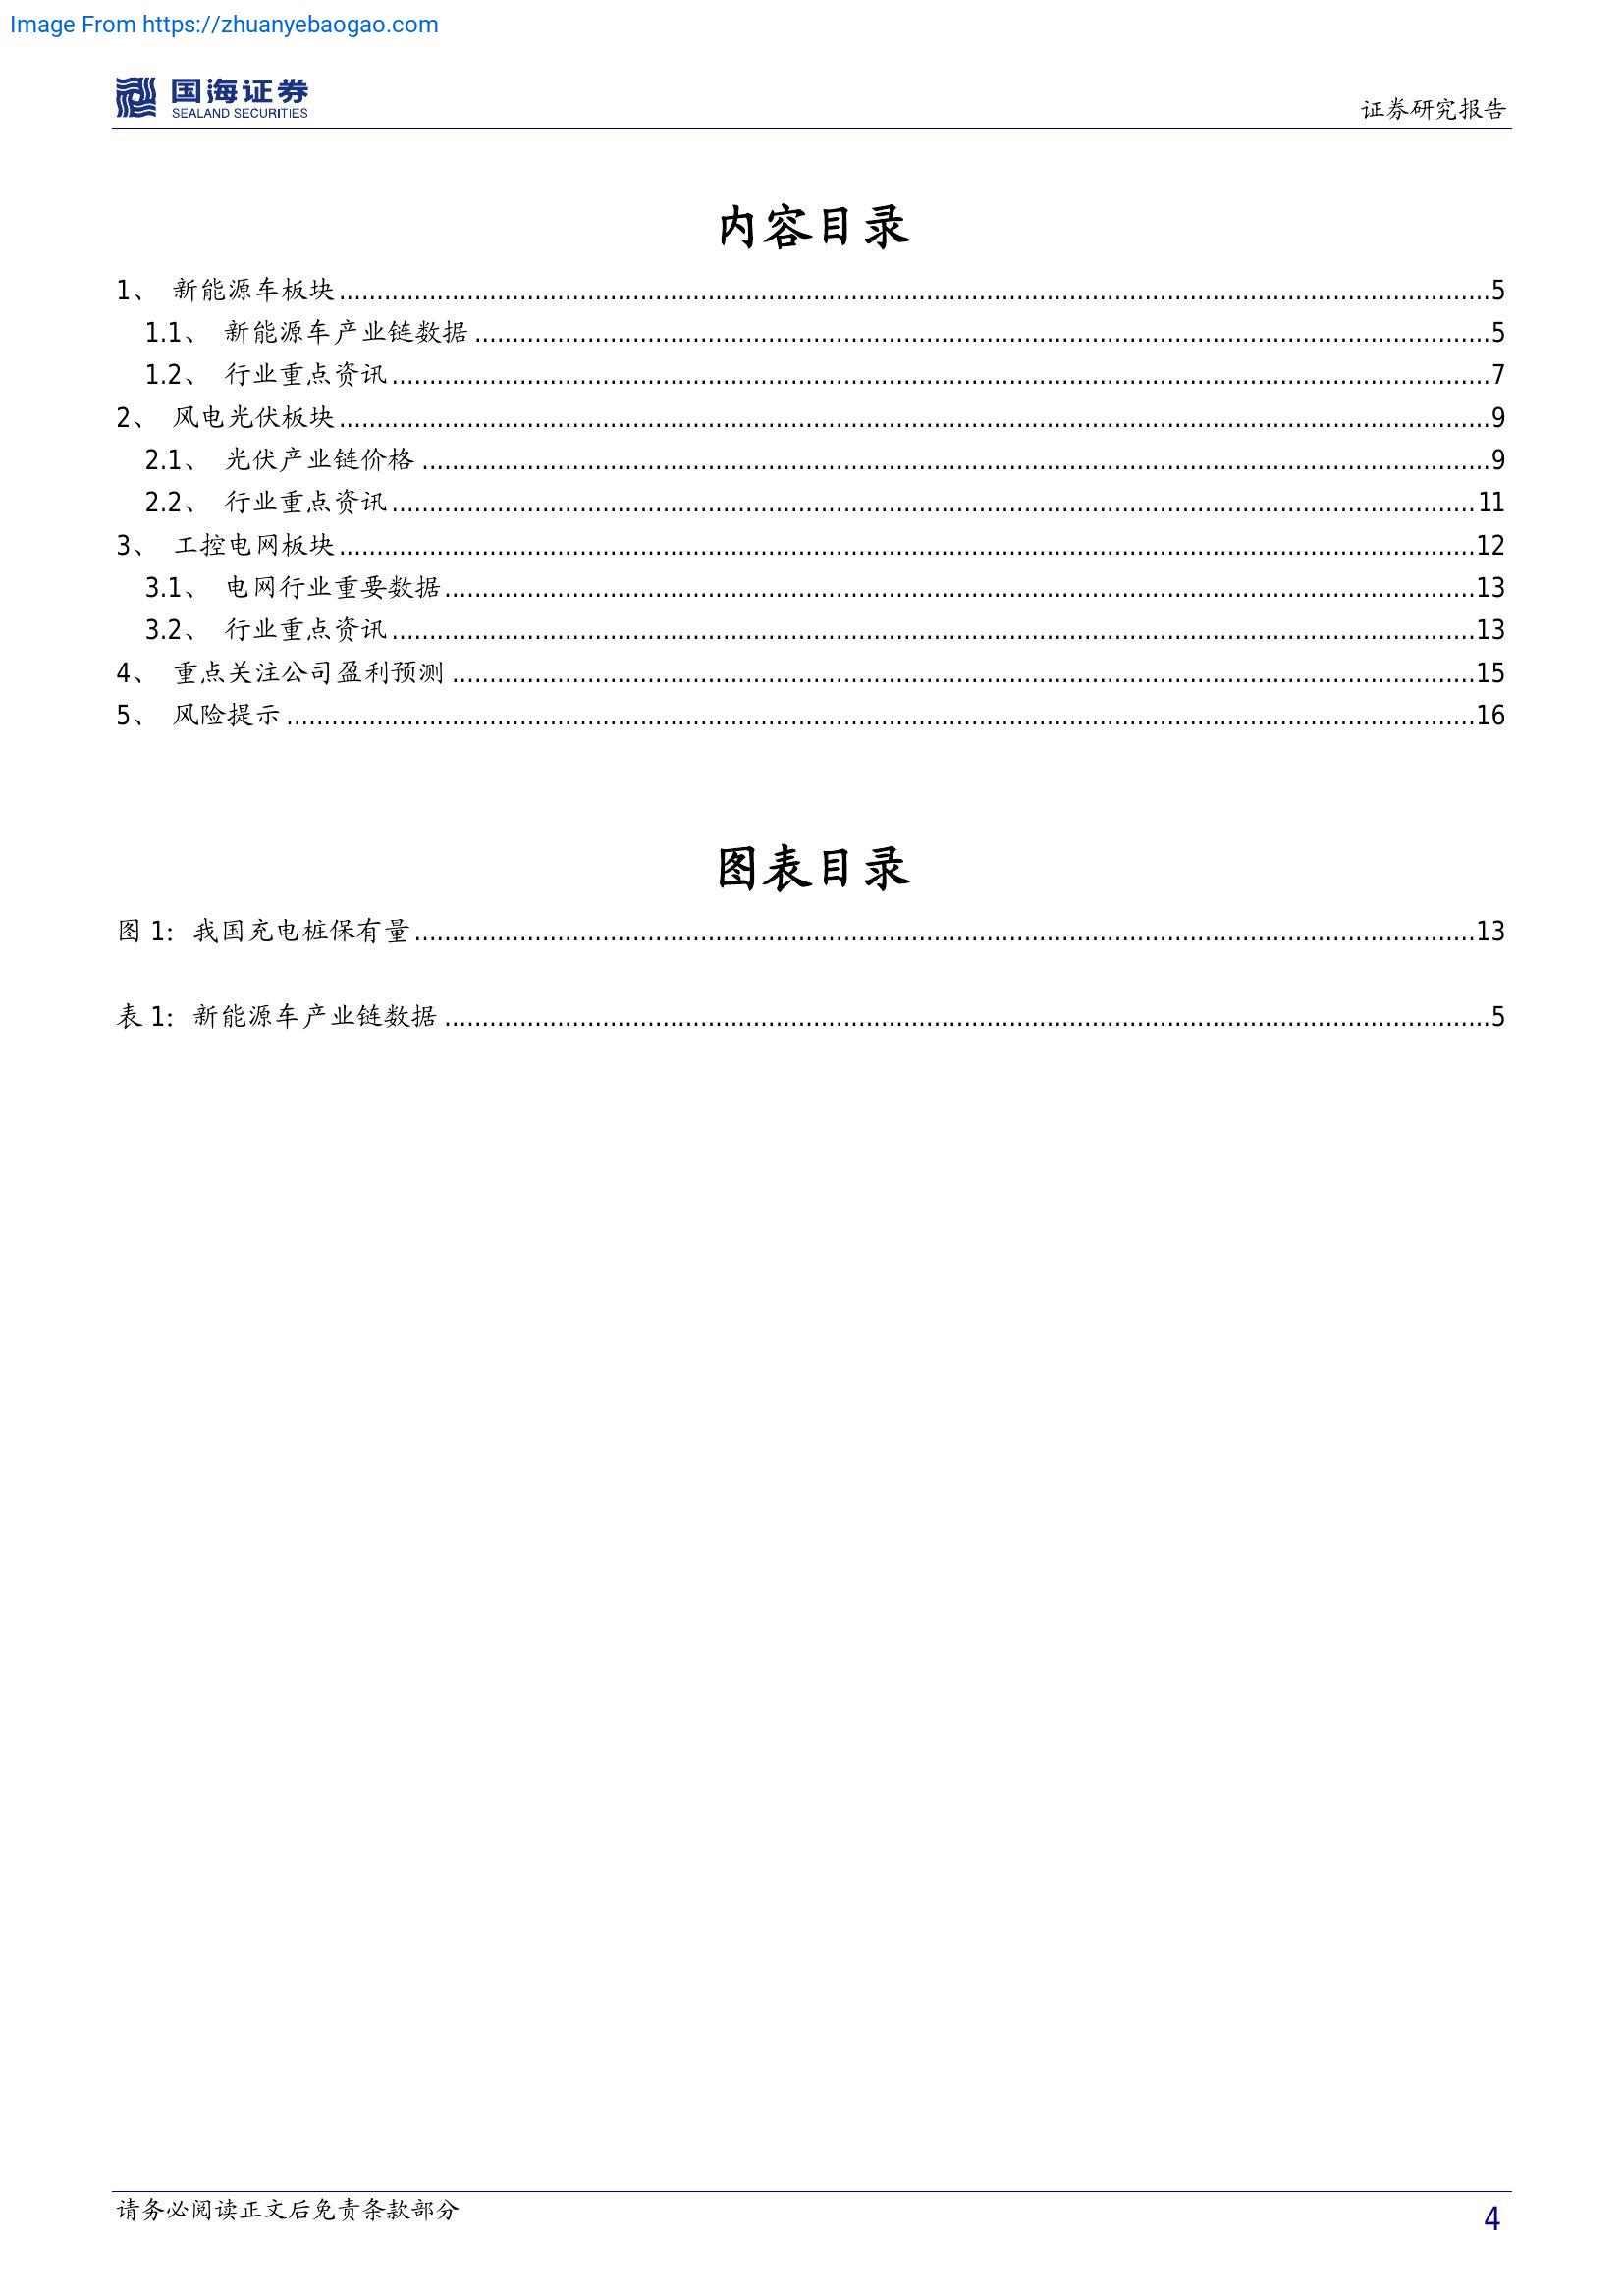 Image From https://zhuanyebaogao.com
国海证券
SEALAND SECURITIES
证券研究报告
内容目录
1、 新能源车板块........................................5
1.1、 新能源车产业链数据........................................5
1.2、 行业重点资讯........................................7
2、 风电光伏板块........................................9
2.1、 光伏产业链价格........................................9
2.2、 行业重点资讯........................................11
3、 工控电网板块........................................12
3.1、 电网行业重要数据........................................13
3.2、 行业重点资讯........................................13
4、 重点关注公司盈利预测........................................15
5、 风险提示........................................16
图表目录
图 1: 我国充电桩保有量........................................13
表 1: 新能源车产业链数据........................................5
请务必阅读正文后免责条款部分
4